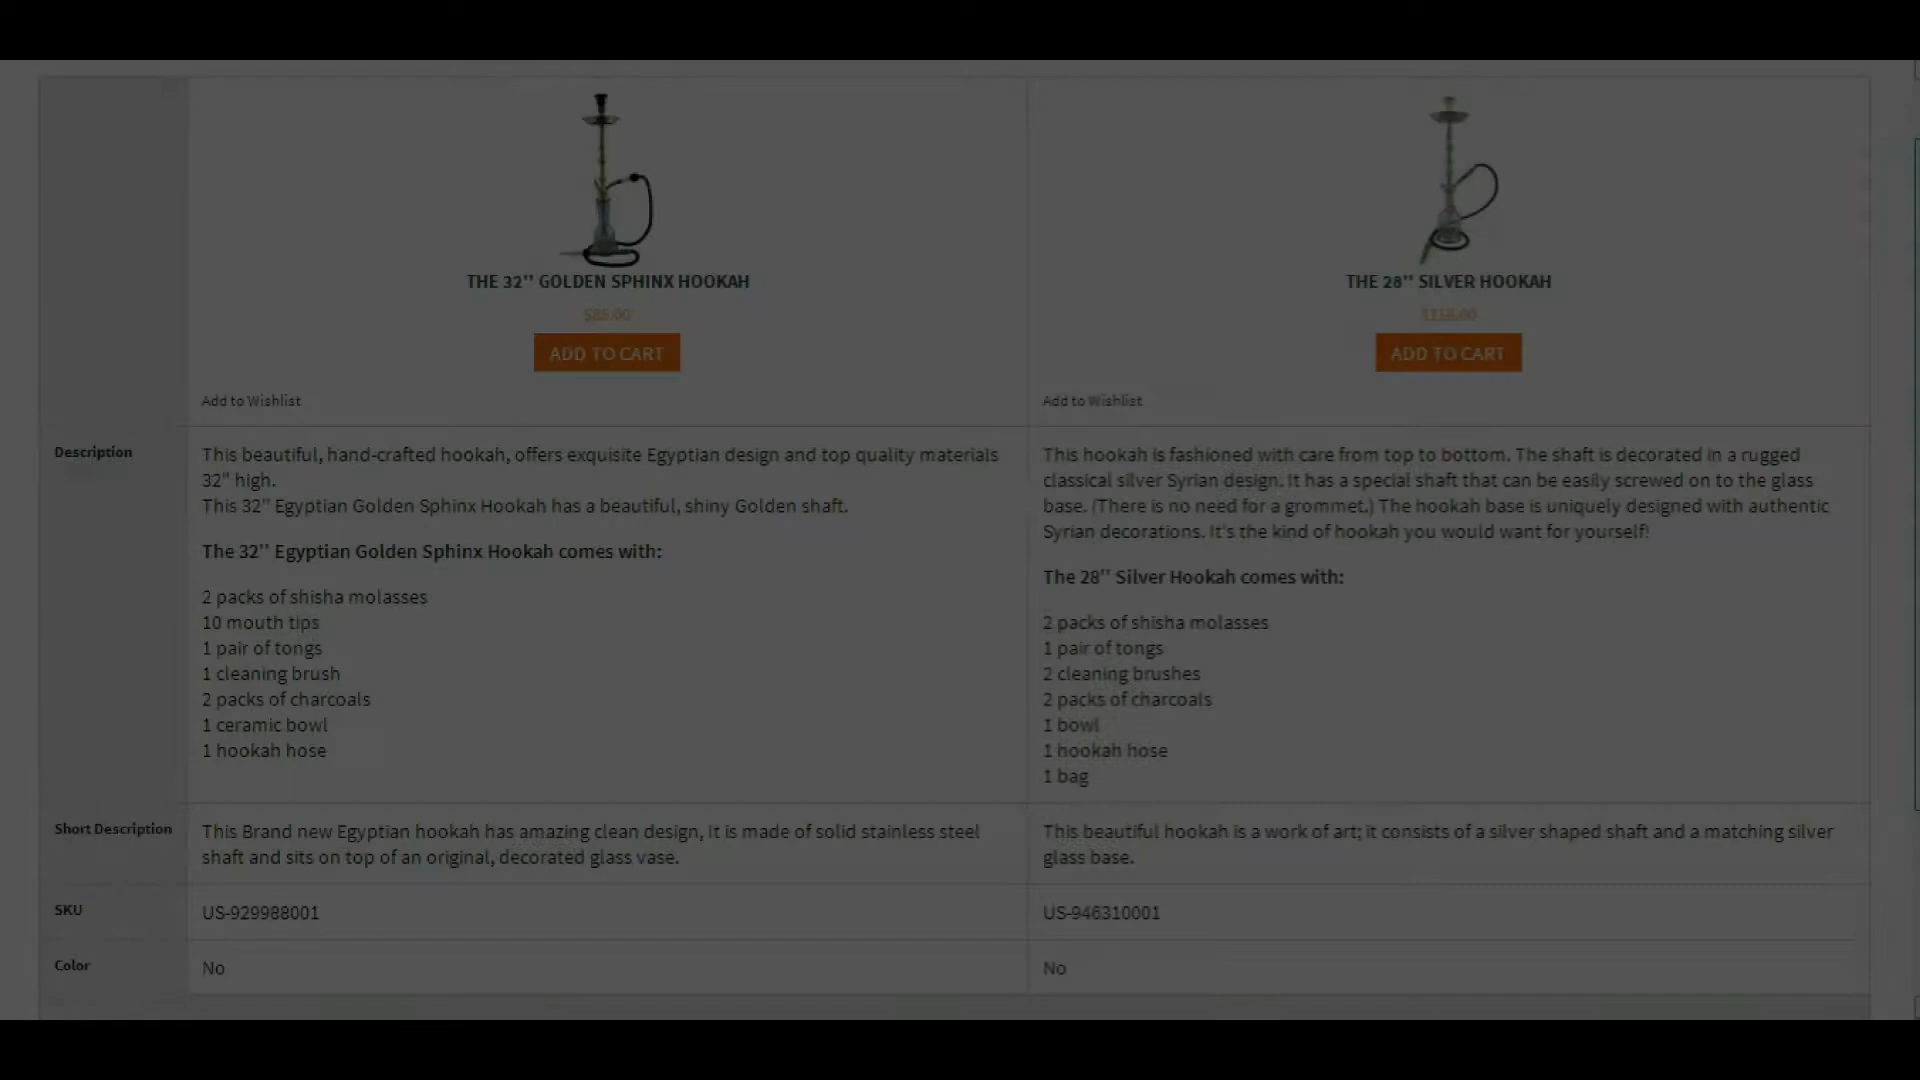 THE 32'' GOLDEN SPHINX HOOKAH
ADD TO CART
Add to Wishlist
THE 28'' SILVER HOOKAH
ADD TO CART
Add to Wishlist
Description
This beautiful, hand-crafted hookah, offers exquisite Egyptian design and top quality materials
32" high.
This 32" Egyptian Golden Sphinx Hookah has a beautiful, shiny Golden shaft.
The 32'' Egyptian Golden Sphinx Hookah comes with:
2 packs of shisha molasses
10 mouth tips
1 pair of tongs
1 cleaning brush
2 packs of charcoals
1 ceramic bowl
1 hookah hose
This hookah is fashioned with care from top to bottom. The shaft is decorated in a rugged
classical silver Syrian design. It has a special shaft that can be easily screwed on to the glass
base. (There is no need for a grommet.) The hookah base is uniquely designed with authentic
Syrian decorations. It's the kind of hookah you would want for yourself!
The 28'' Silver Hookah comes with:
2 packs of shisha molasses
1 pair of tongs
2 cleaning brushes
2 packs of charcoals
1 bowl
1 hookah hose
1 bag
Short Description
This Brand new Egyptian hookah has amazing clean design, It is made of solid stainless steel
shaft and sits on top of an original, decorated glass vase.
This beautiful hookah is a work of art; it consists of a silver shaped shaft and a matching silver
glass base.
SKU
US-929988001
US-946310001
Color
No
No